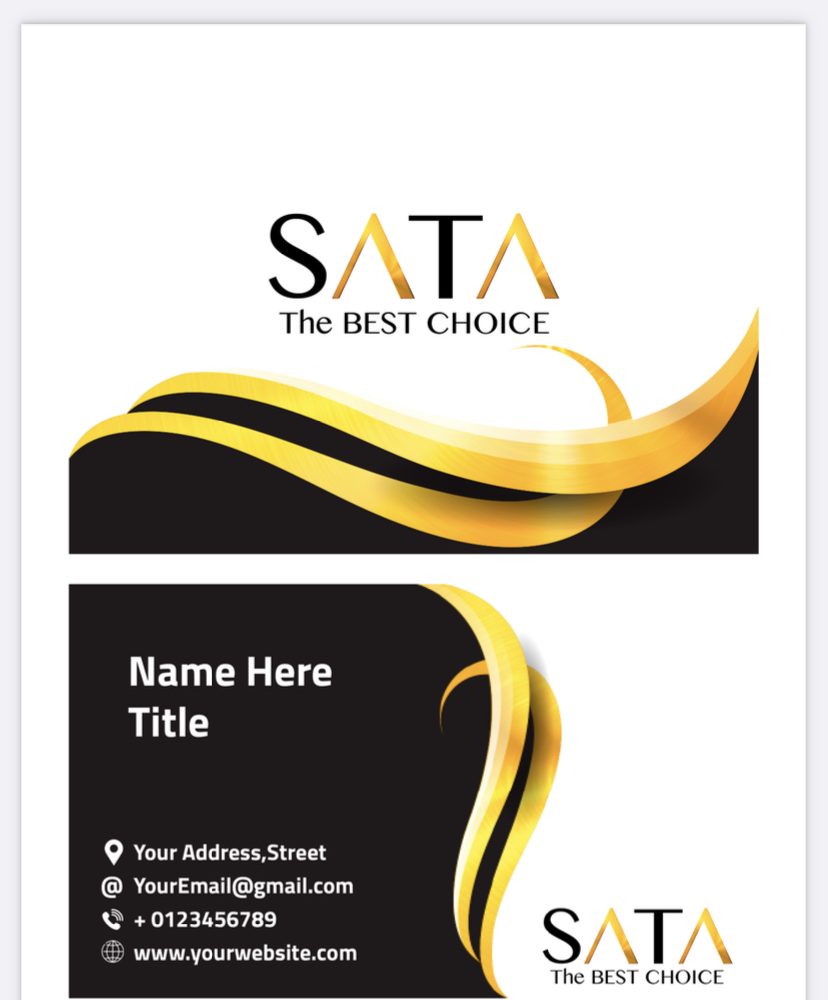 SATA
The BEST CHOICE
Name Here
Title
Your Address,Street
YourEmail@gmail.com
+ 0123456789
www.yourwebsite.com
SATA
The BEST CHOICE